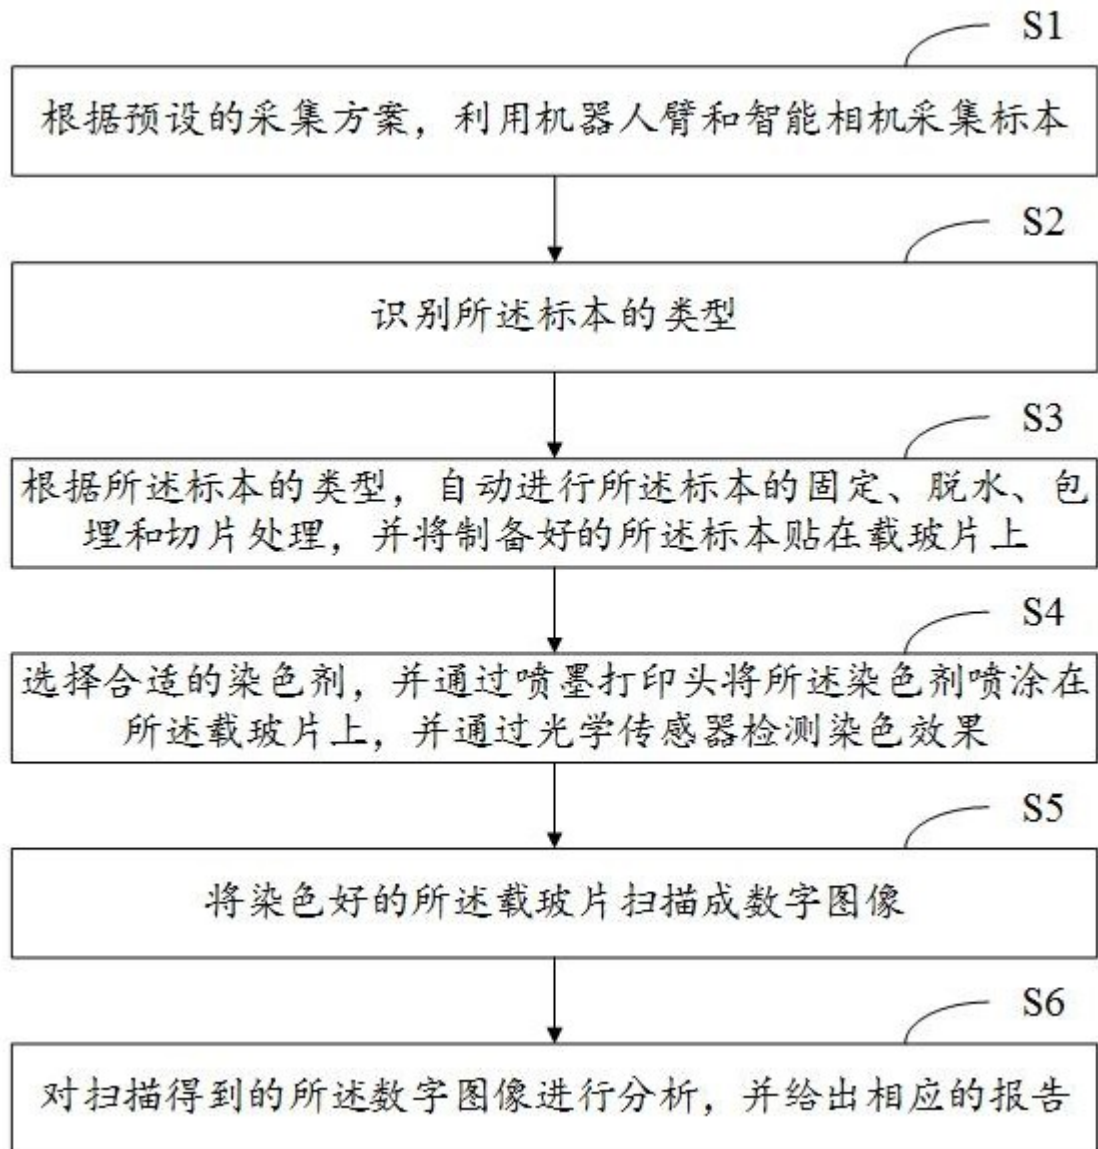 S1
根据预设的采集方案，利用机器人臂和智能相机采集标本
S2
识别所述标本的类型
S3
根据所述标本的类型，自动进行所述标本的固定、脱水、包
埋和切片处理，并将制备好的所述标本贴在载玻片上
S4
选择合适的染色剂，并通过喷墨打印头将所述染色剂喷涂在
所述载玻片上，并通过光学传感器检测染色效果
S5
将染色好的所述载玻片扫描成数字图像
S6
对扫描得到的所述数字图像进行分析，并给出相应的报告